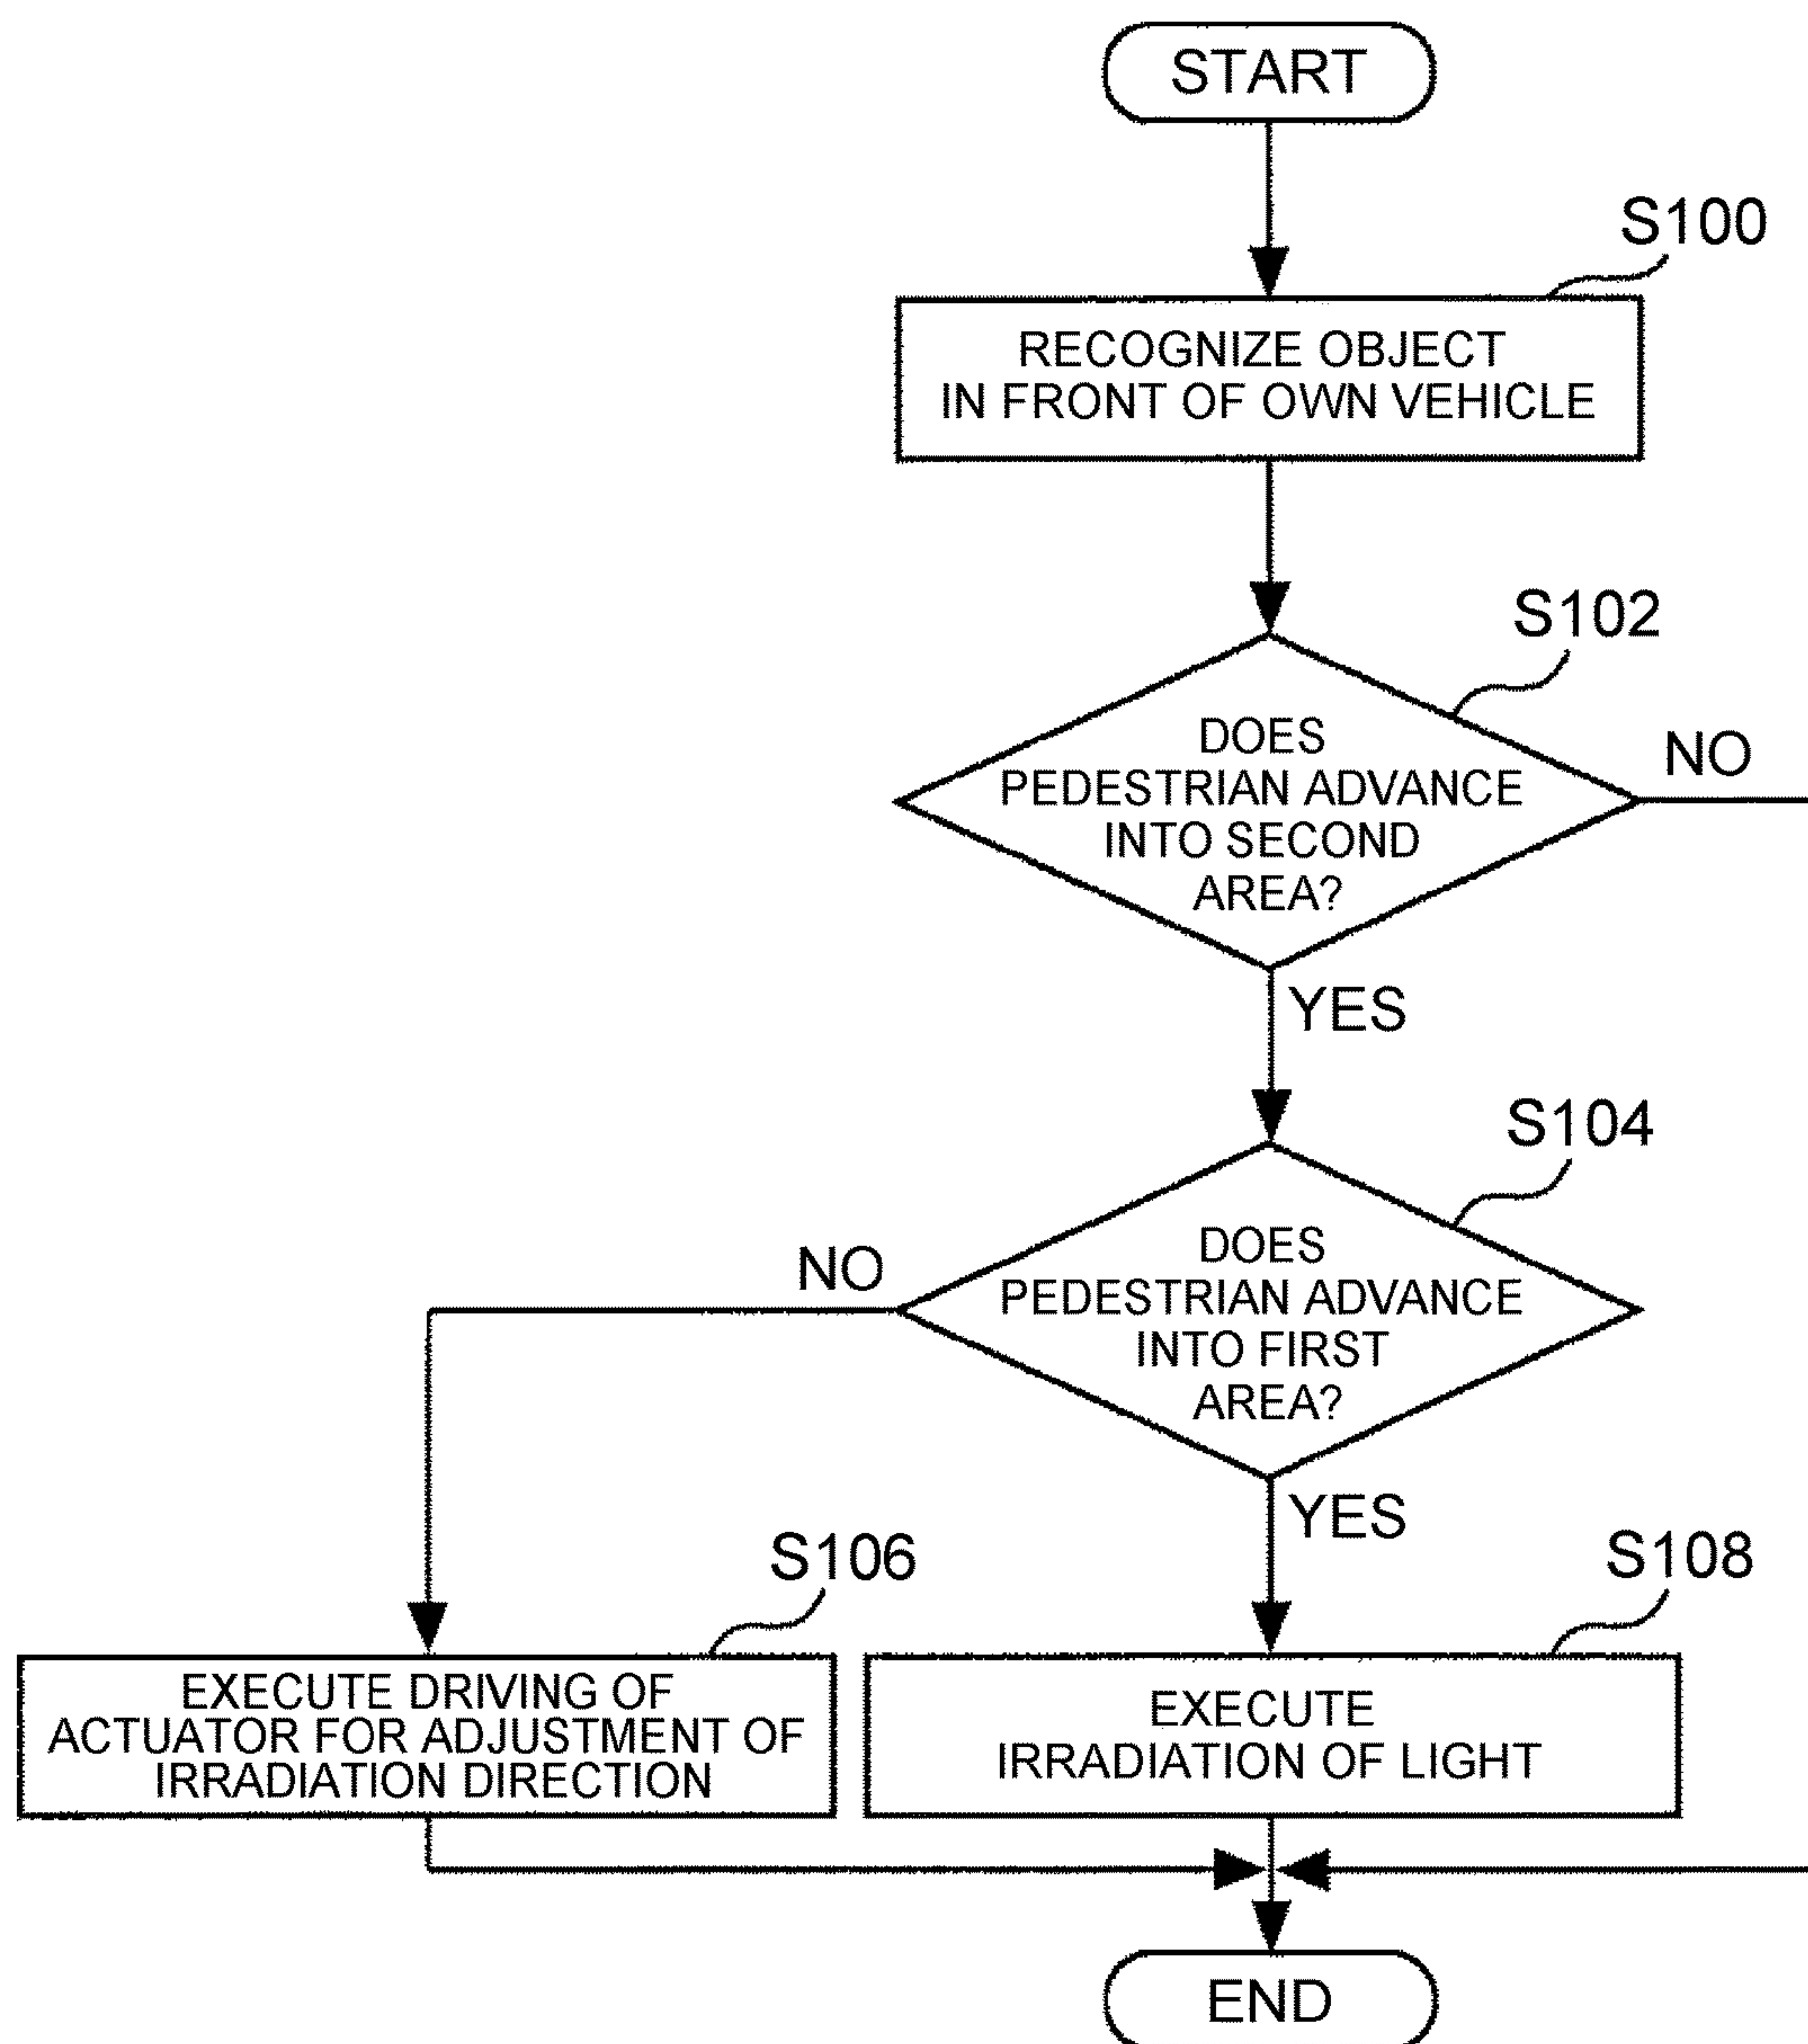 START
S100
RECOGNIZE OBJECT
IN FRONT OF OWN VEHICLE
S102
DOES
PEDESTRIAN ADVANCE
INTO SECOND
AREA?
NO
YES
S104
DOES
PEDESTRIAN ADVANCE
INTO FIRST
AREA?
NO
YES
S106
EXECUTE DRIVING OF
ACTUATOR FOR ADJUSTMENT OF
IRRADIATION DIRECTION
S108
EXECUTE
IRRADIATION OF LIGHT
END